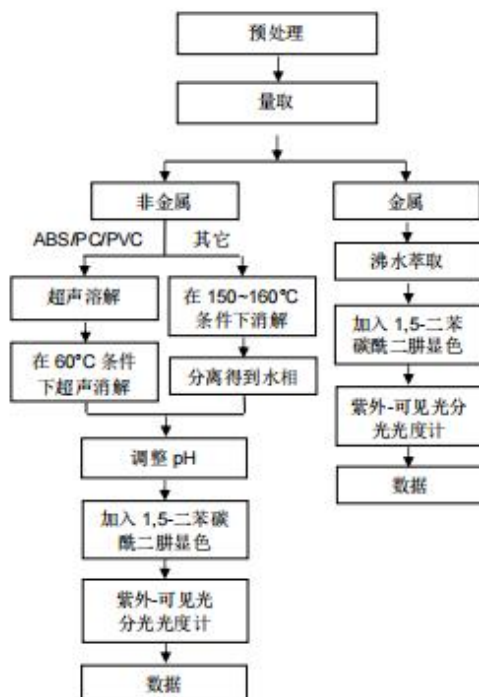 预处理
量取
非金属
金属
ABS/PC/PVC
其它
沸水萃取
超声溶解
在 150~160°C
条件下消解
加入 1,5-二苯
碳酰二肼显色
在 60°C 条件
下超声消解
分离得到水相
紫外-可见光分
光光度计
调整 pH
数据
加入 1,5-二苯碳
酰二肼显色
紫外-可见光
分光光度计
数据